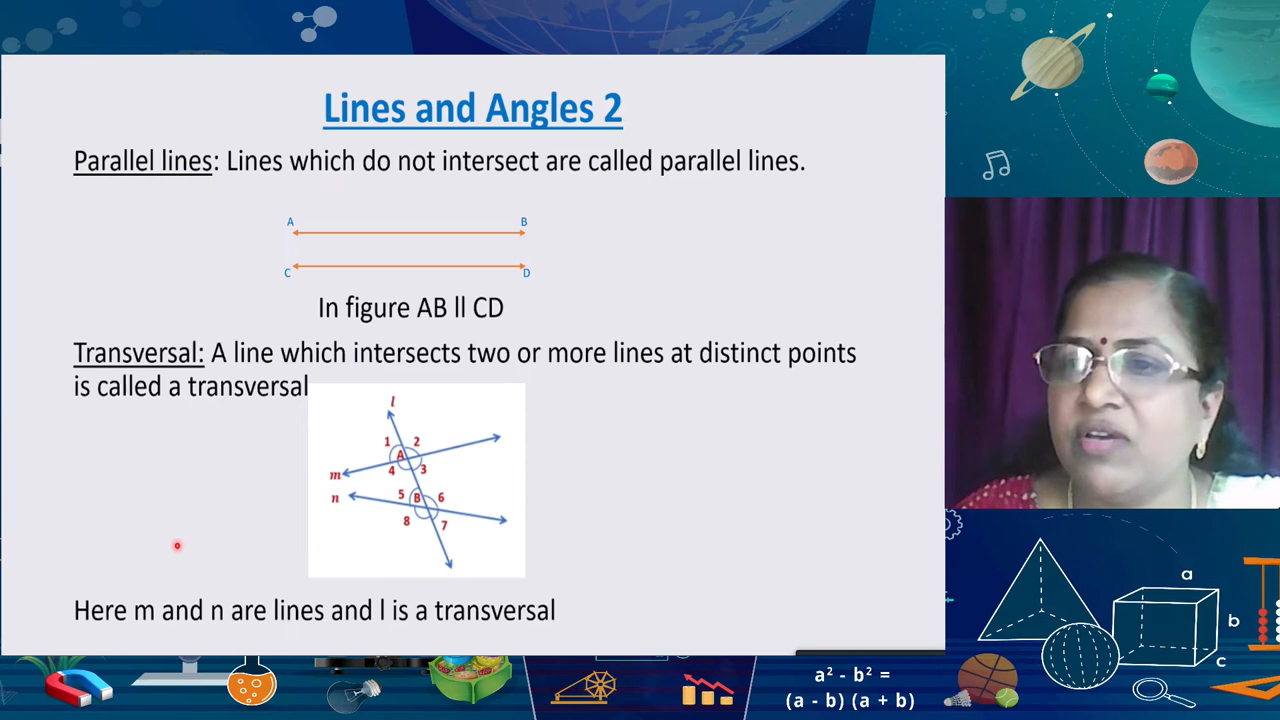 Lines and Angles 2
Parallel lines: Lines which do not intersect are called parallel lines.
A B
C D
In figure AB ll CD
Transversal: A line which intersects two or more lines at distinct points
is called a transversal
l
1 2
A
4 3
m
n 5 B 6
8 7
Here m and n are lines and l is a transversal
a
b
c
a² - b² =
(a - b) (a + b)